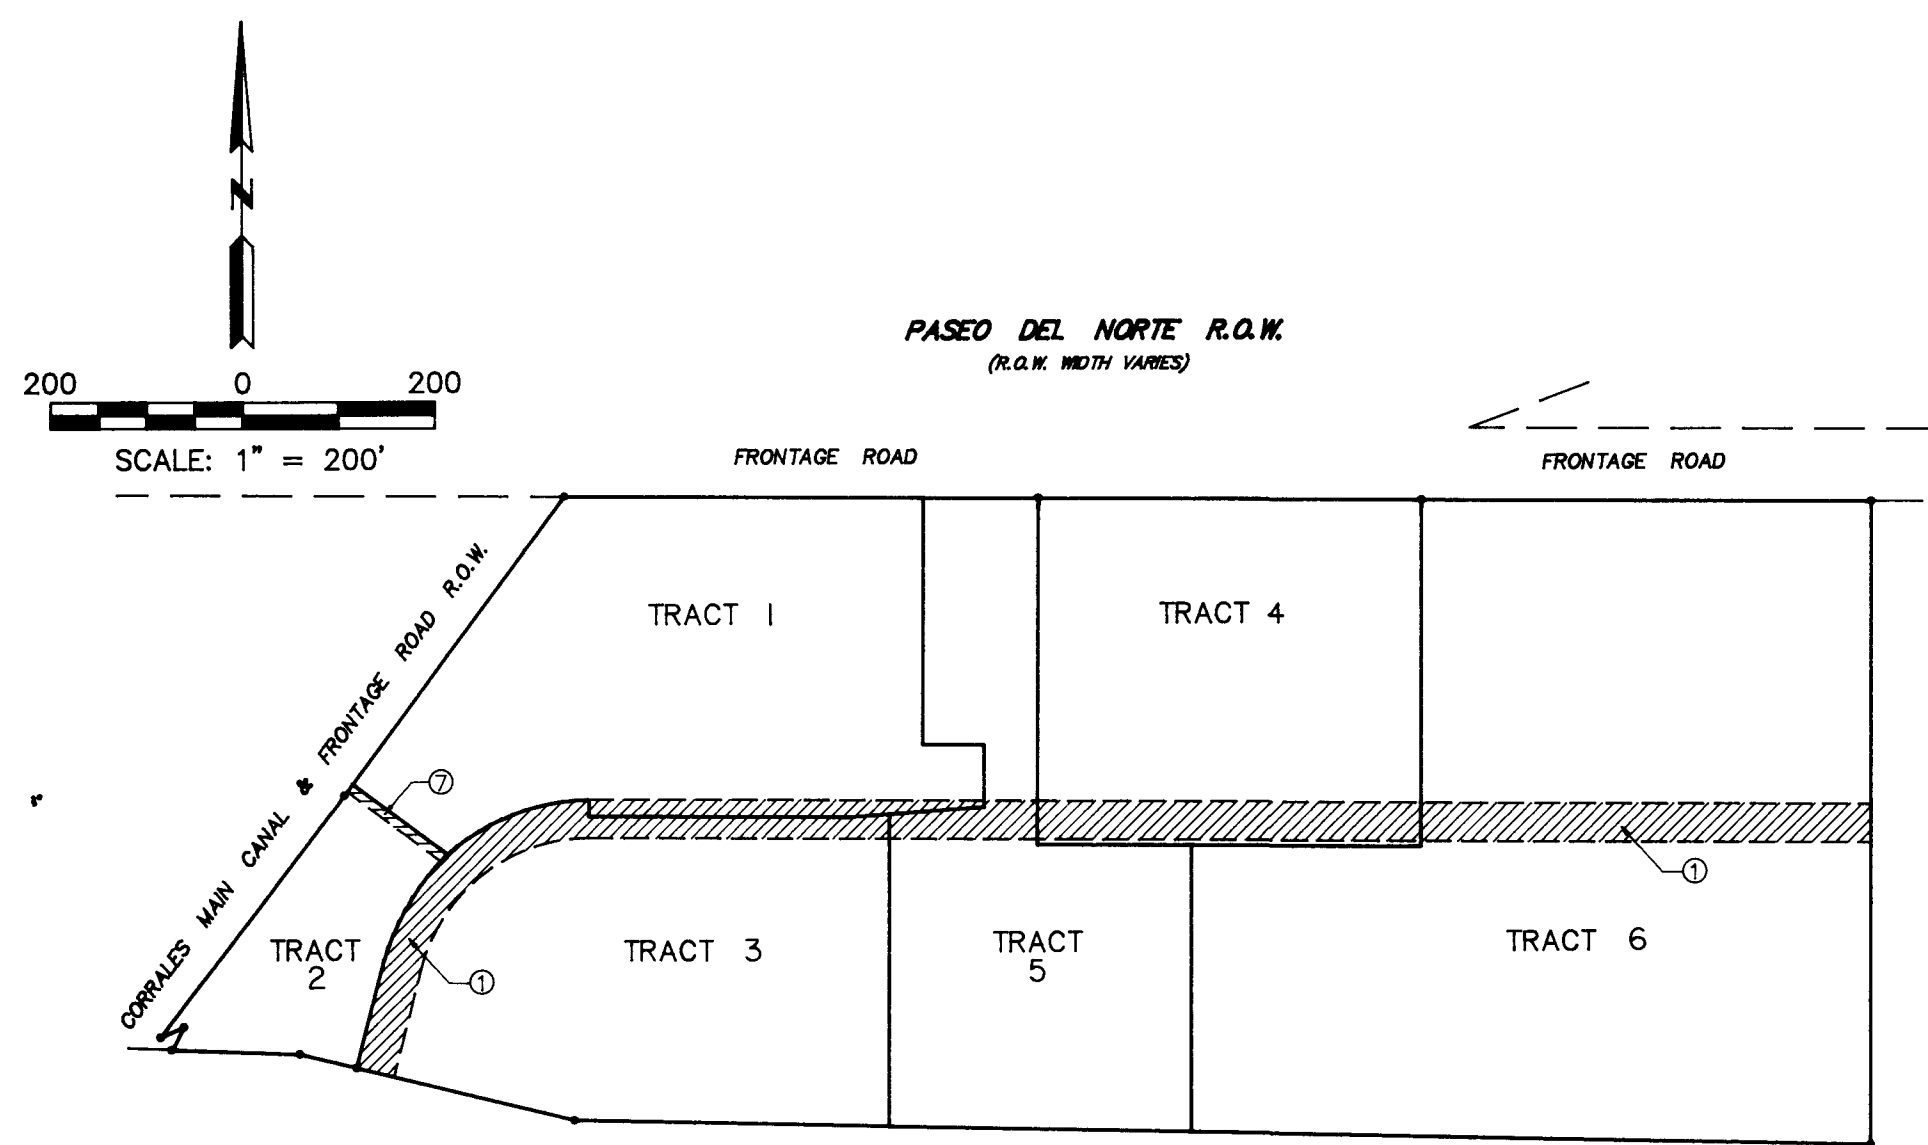 N
200 0 200
SCALE: 1" = 200'
PASEO DEL NORTE R.O.W.
(R.O.W. WIDTH VARIES)
FRONTAGE ROAD
FRONTAGE ROAD
CORRALES MAIN CANAL & FRONTAGE ROAD R.O.W.
TRACT 1
TRACT 4
7
1
TRACT
2
1
TRACT 3
TRACT
5
TRACT 6